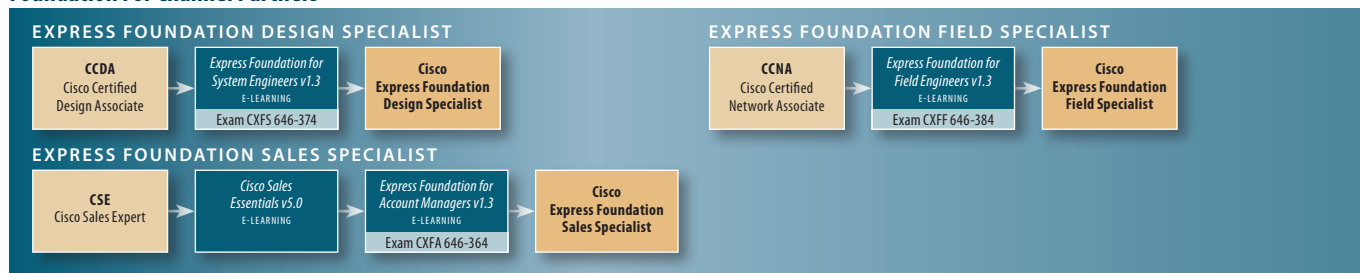 EXPRESS FOUNDATION DESIGN SPECIALIST
CCDA
Cisco Certified
Design Associate
Express Foundation for
System Engineers v1.3
E-LEARNING
Exam CXFS 646-374
Cisco
Express Foundation
Design Specialist
EXPRESS FOUNDATION FIELD SPECIALIST
CCNA
Cisco Certified
Network Associate
Express Foundation for
Field Engineers v1.3
E-LEARNING
Exam CXFF 646-384
Cisco
Express Foundation
Field Specialist
EXPRESS FOUNDATION SALES SPECIALIST
CSE
Cisco Sales Expert
Cisco Sales
Essentials v5.0
E-LEARNING
Express Foundation for
Account Managers v1.3
E-LEARNING
Exam CXFA 646-364
Cisco
Express Foundation
Sales Specialist